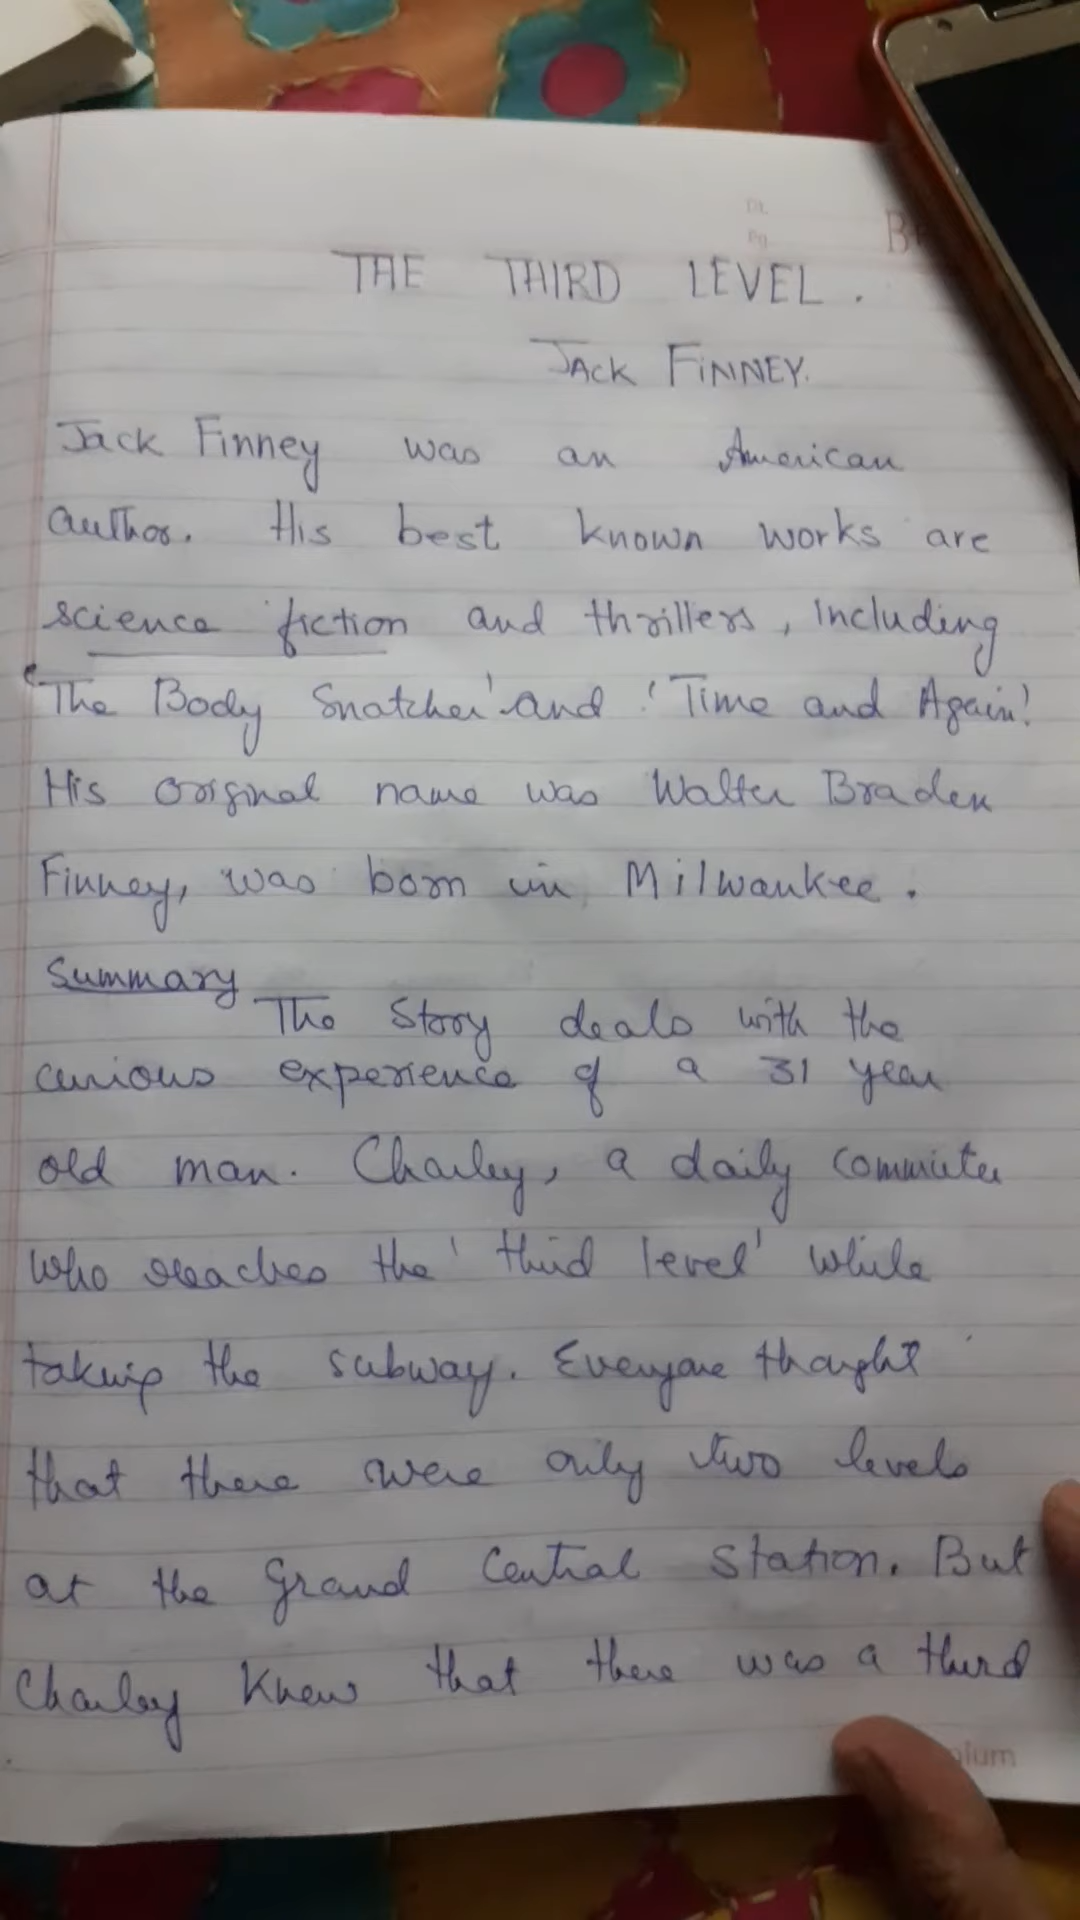 THE THIRD LEVEL.
JACK FINNEY.
Jack Finney was an American
author. His best known works are
science fiction and thrillers, including
'The Body Snatcher' and 'Time and Again'.
His original name was Walter Braden
Finney, was born in Milwaukee.
Summary
The Story deals with the
curious experience of a 31 year
old man. Charley, a daily commuter
who reaches the 'third level' while
taking the subway. Everyone thought
that there were only two levels
at the Grand Central Station. But
Charley knew that there was a third